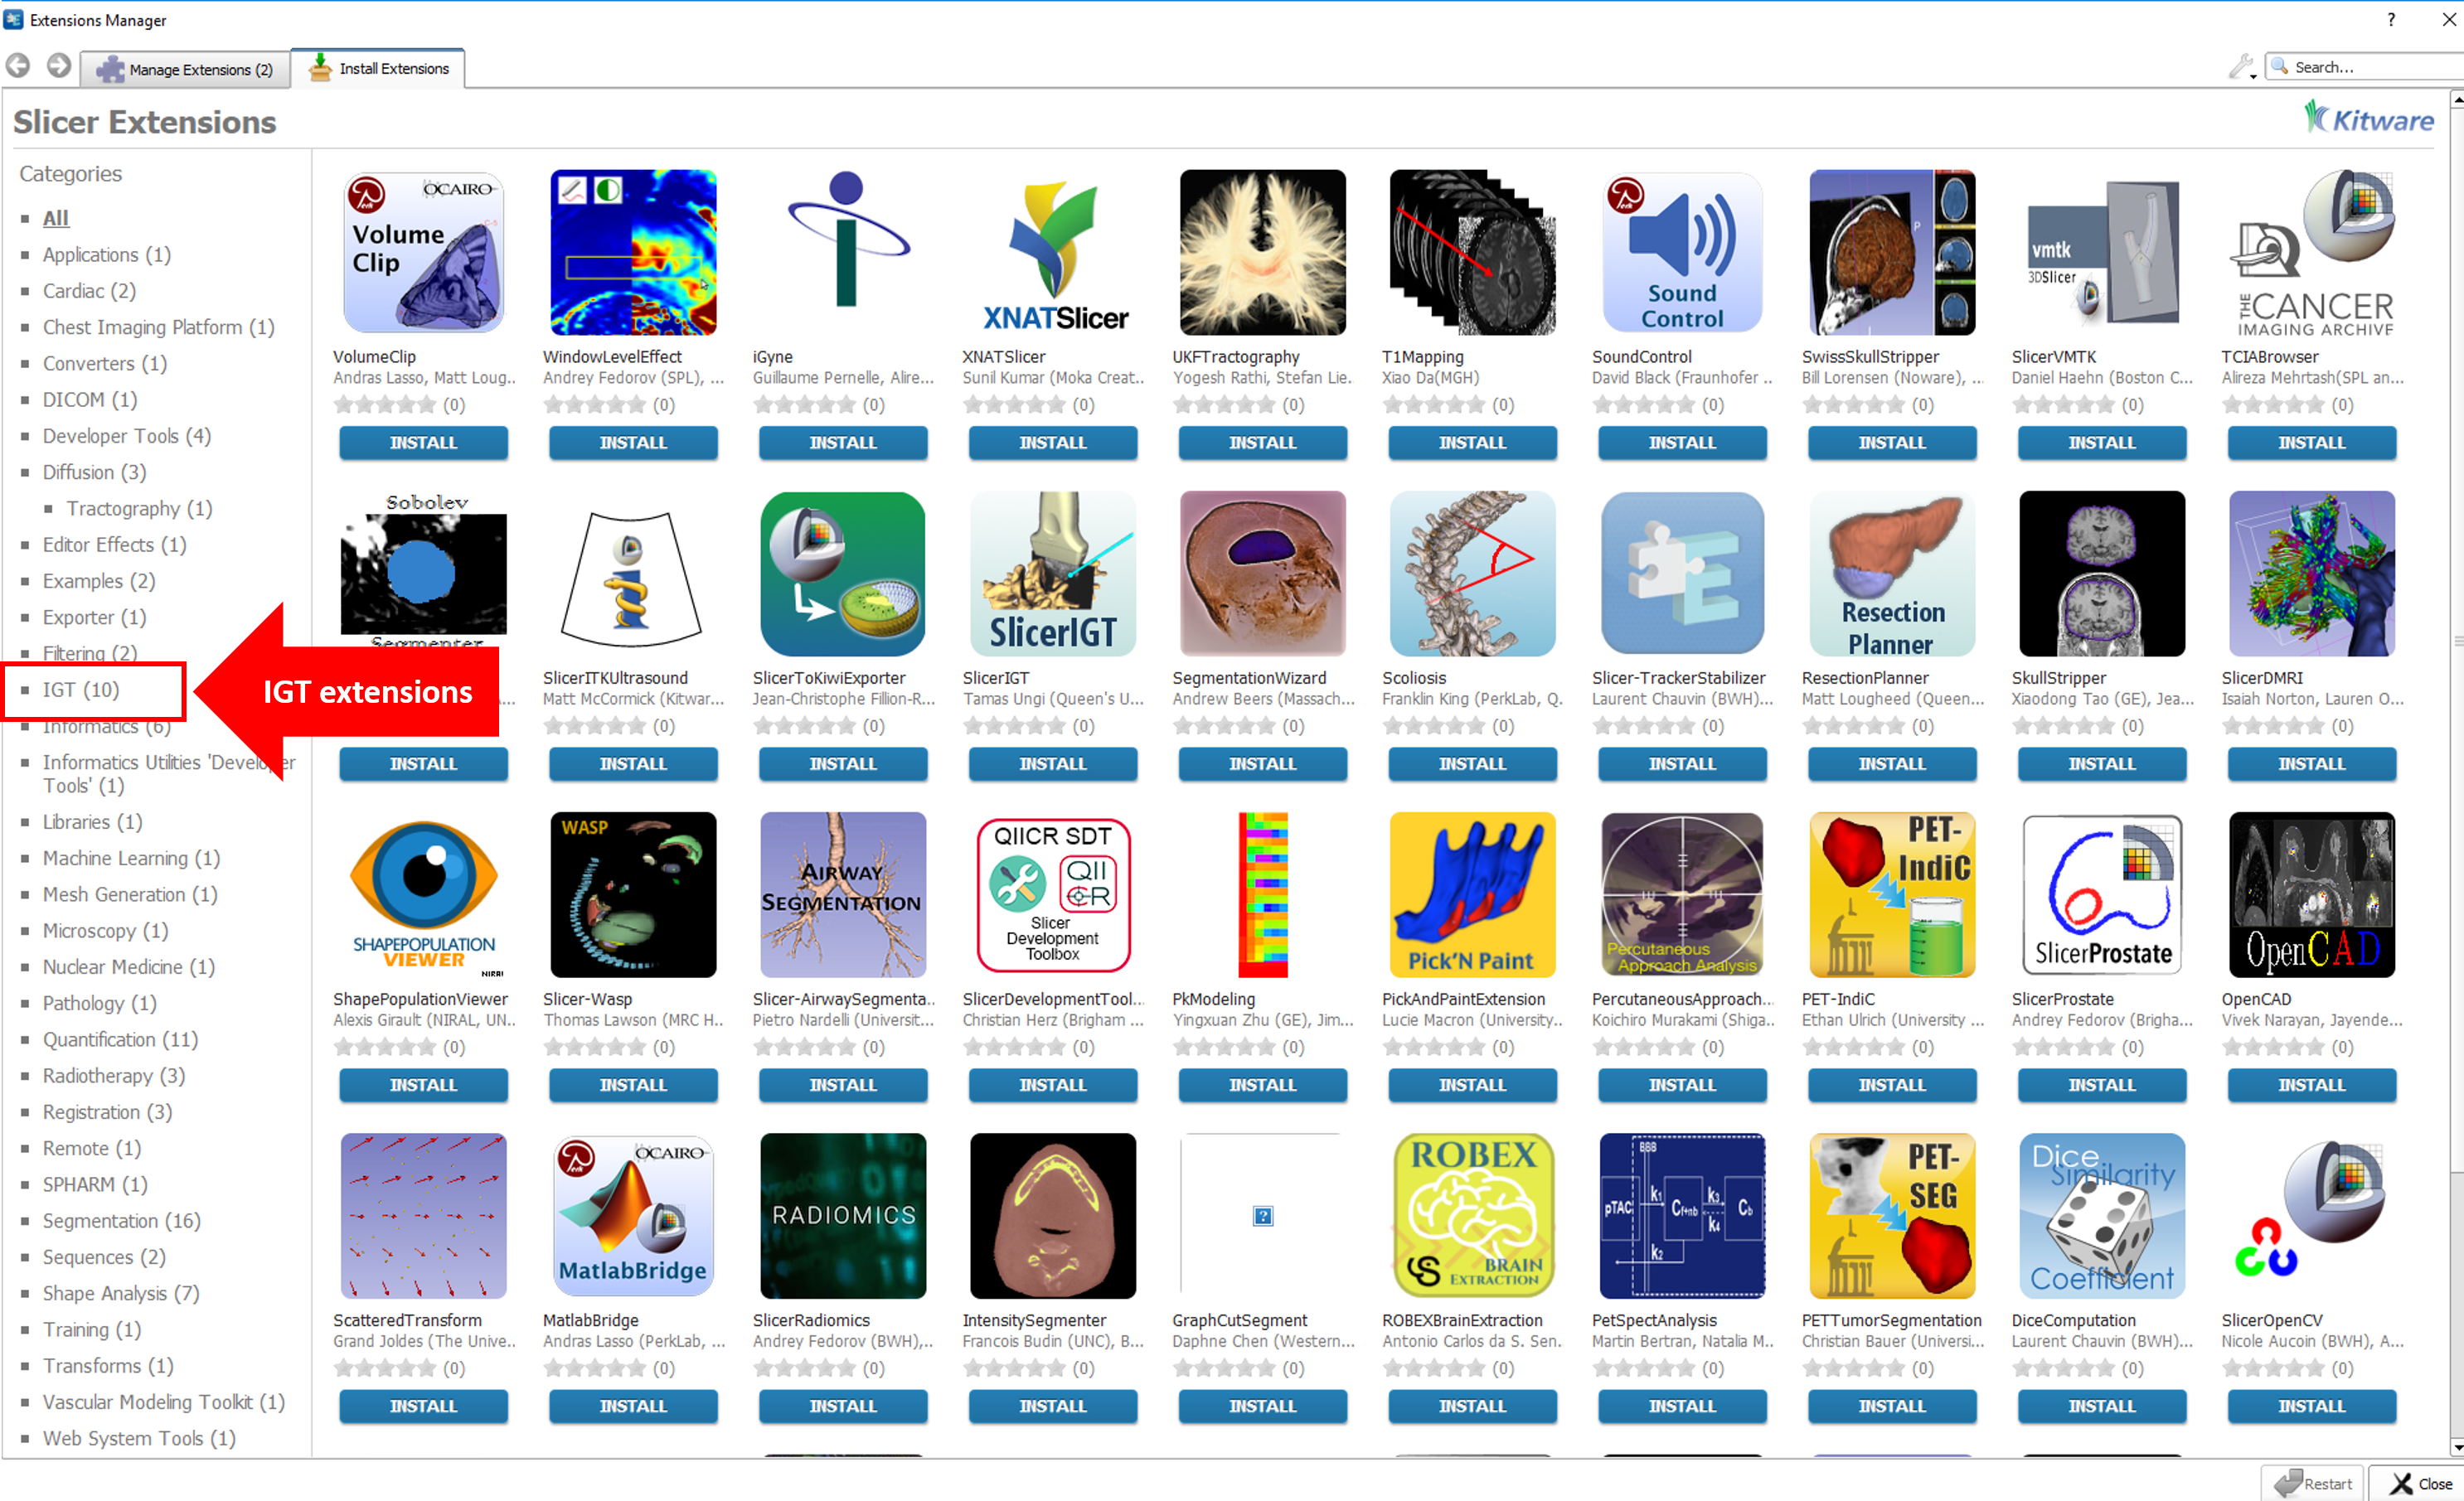 Extensions Manager
?
Manage Extensions (2)
Install Extensions
Search...
Slicer Extensions
Kitware
Categories
All
Applications (1)
Cardiac (2)
Chest Imaging Platform (1)
Converters (1)
DICOM (1)
Developer Tools (4)
Diffusion (3)
Tractography (1)
Editor Effects (1)
Examples (2)
Exporter (1)
Filtering (2)
IGT (10)
IGT extensions
Informatics (6)
Informatics Utilities 'Developer
Tools' (1)
Libraries (1)
Machine Learning (1)
Mesh Generation (1)
Microscopy (1)
Nuclear Medicine (1)
Pathology (1)
Quantification (11)
Radiotherapy (3)
Registration (3)
Remote (1)
SPHARM (1)
Segmentation (16)
Sequences (2)
Shape Analysis (7)
Training (1)
Transforms (1)
Vascular Modeling Toolkit (1)
Web System Tools (1)
Perk OCAIRO
Volume
Clip
VolumeClip
Andras Lasso, Matt Loug..
(0)
INSTALL
WindowLevelEffect
Andrey Fedorov (SPL), ...
(0)
INSTALL
iGyne
Guillaume Pernelle, Alire...
(0)
INSTALL
XNATSlicer
XNATSlicer
Sunil Kumar (Moka Creat..
(0)
INSTALL
UKFTractography
Yogesh Rathi, Stefan Lie.
(0)
INSTALL
T1Mapping
Xiao Da(MGH)
(0)
INSTALL
Perk
Sound
Control
SoundControl
David Black (Fraunhofer ..
(0)
INSTALL
P
SwissSkullStripper
Bill Lorensen (Noware), ...
(0)
INSTALL
vmtk
3DSlicer
SlicerVMTK
Daniel Haehn (Boston C...
(0)
INSTALL
THE
CANCER
IMAGING ARCHIVE
TCIABrowser
Alireza Mehrtash(SPL an...
(0)
INSTALL
Sobolev
Segmenter
INSTALL
SlicerITKUltrasound
Matt McCormick (Kitwar...
(0)
INSTALL
SlicerToKiwiExporter
Jean-Christophe Fillion-R...
(0)
INSTALL
SlicerIGT
SlicerIGT
Tamas Ungi (Queen's U...
(0)
INSTALL
SegmentationWizard
Andrew Beers (Massach...
(0)
INSTALL
Scoliosis
Franklin King (PerkLab, Q.
(0)
INSTALL
E
Slicer-TrackerStabilizer
Laurent Chauvin (BWH)...
(0)
INSTALL
Resection
Planner
ResectionPlanner
Matt Lougheed (Queen...
(0)
INSTALL
SkullStripper
Xiaodong Tao (GE), Jea...
(0)
INSTALL
SlicerDMRI
Isaiah Norton, Lauren O...
(0)
INSTALL
SHAPEPOPULATION
VIEWER
NIRAL
ShapePopulationViewer
Alexis Girault (NIRAL, UN..
(0)
INSTALL
WASP
Slicer-Wasp
Thomas Lawson (MRC H..
(0)
INSTALL
AIRWAY
SEGMENTATION
Slicer-AirwaySegmenta..
Pietro Nardelli (Universit...
(0)
INSTALL
QIICR SDT
QII
CR
Slicer
Development
Toolbox
SlicerDevelopmentTool...
Christian Herz (Brigham ...
(0)
INSTALL
PkModeling
Yingxuan Zhu (GE), Jim...
(0)
INSTALL
Pick'N Paint
PickAndPaintExtension
Lucie Macron (University..
(0)
INSTALL
Percutaneous
Approach Analysis
PercutaneousApproach...
Koichiro Murakami (Shiga..
(0)
INSTALL
PET-
IndiC
PET-IndiC
Ethan Ulrich (University ...
(0)
INSTALL
SlicerProstate
SlicerProstate
Andrey Fedorov (Brigha...
(0)
INSTALL
OpenCAD
OpenCAD
Vivek Narayan, Jayende...
(0)
INSTALL
ScatteredTransform
Grand Joldes (The Unive..
(0)
INSTALL
Perk OCAIRO
MatlabBridge
MatlabBridge
Andras Lasso (PerkLab, ...
(0)
INSTALL
RADIOMICS
SlicerRadiomics
Andrey Fedorov (BWH),..
(0)
INSTALL
IntensitySegmenter
Francois Budin (UNC), B...
(0)
INSTALL
?
GraphCutSegment
Daphne Chen (Western...
(0)
INSTALL
ROBEX
BRAIN
EXTRACTION
ROBEXBrainExtraction
Antonio Carlos da S. Sen.
(0)
INSTALL
BBB
pTAC K₁ Cf+nb k₃ Cb
k₄
k₂
PetSpectAnalysis
Martin Bertran, Natalia M..
(0)
INSTALL
PET-
SEG
PETTumorSegmentation
Christian Bauer (Universi...
(0)
INSTALL
Dice
Similarity
Coefficient
DiceComputation
Laurent Chauvin (BWH)...
(0)
INSTALL
SlicerOpenCV
Nicole Aucoin (BWH), A...
(0)
INSTALL
Restart
Close